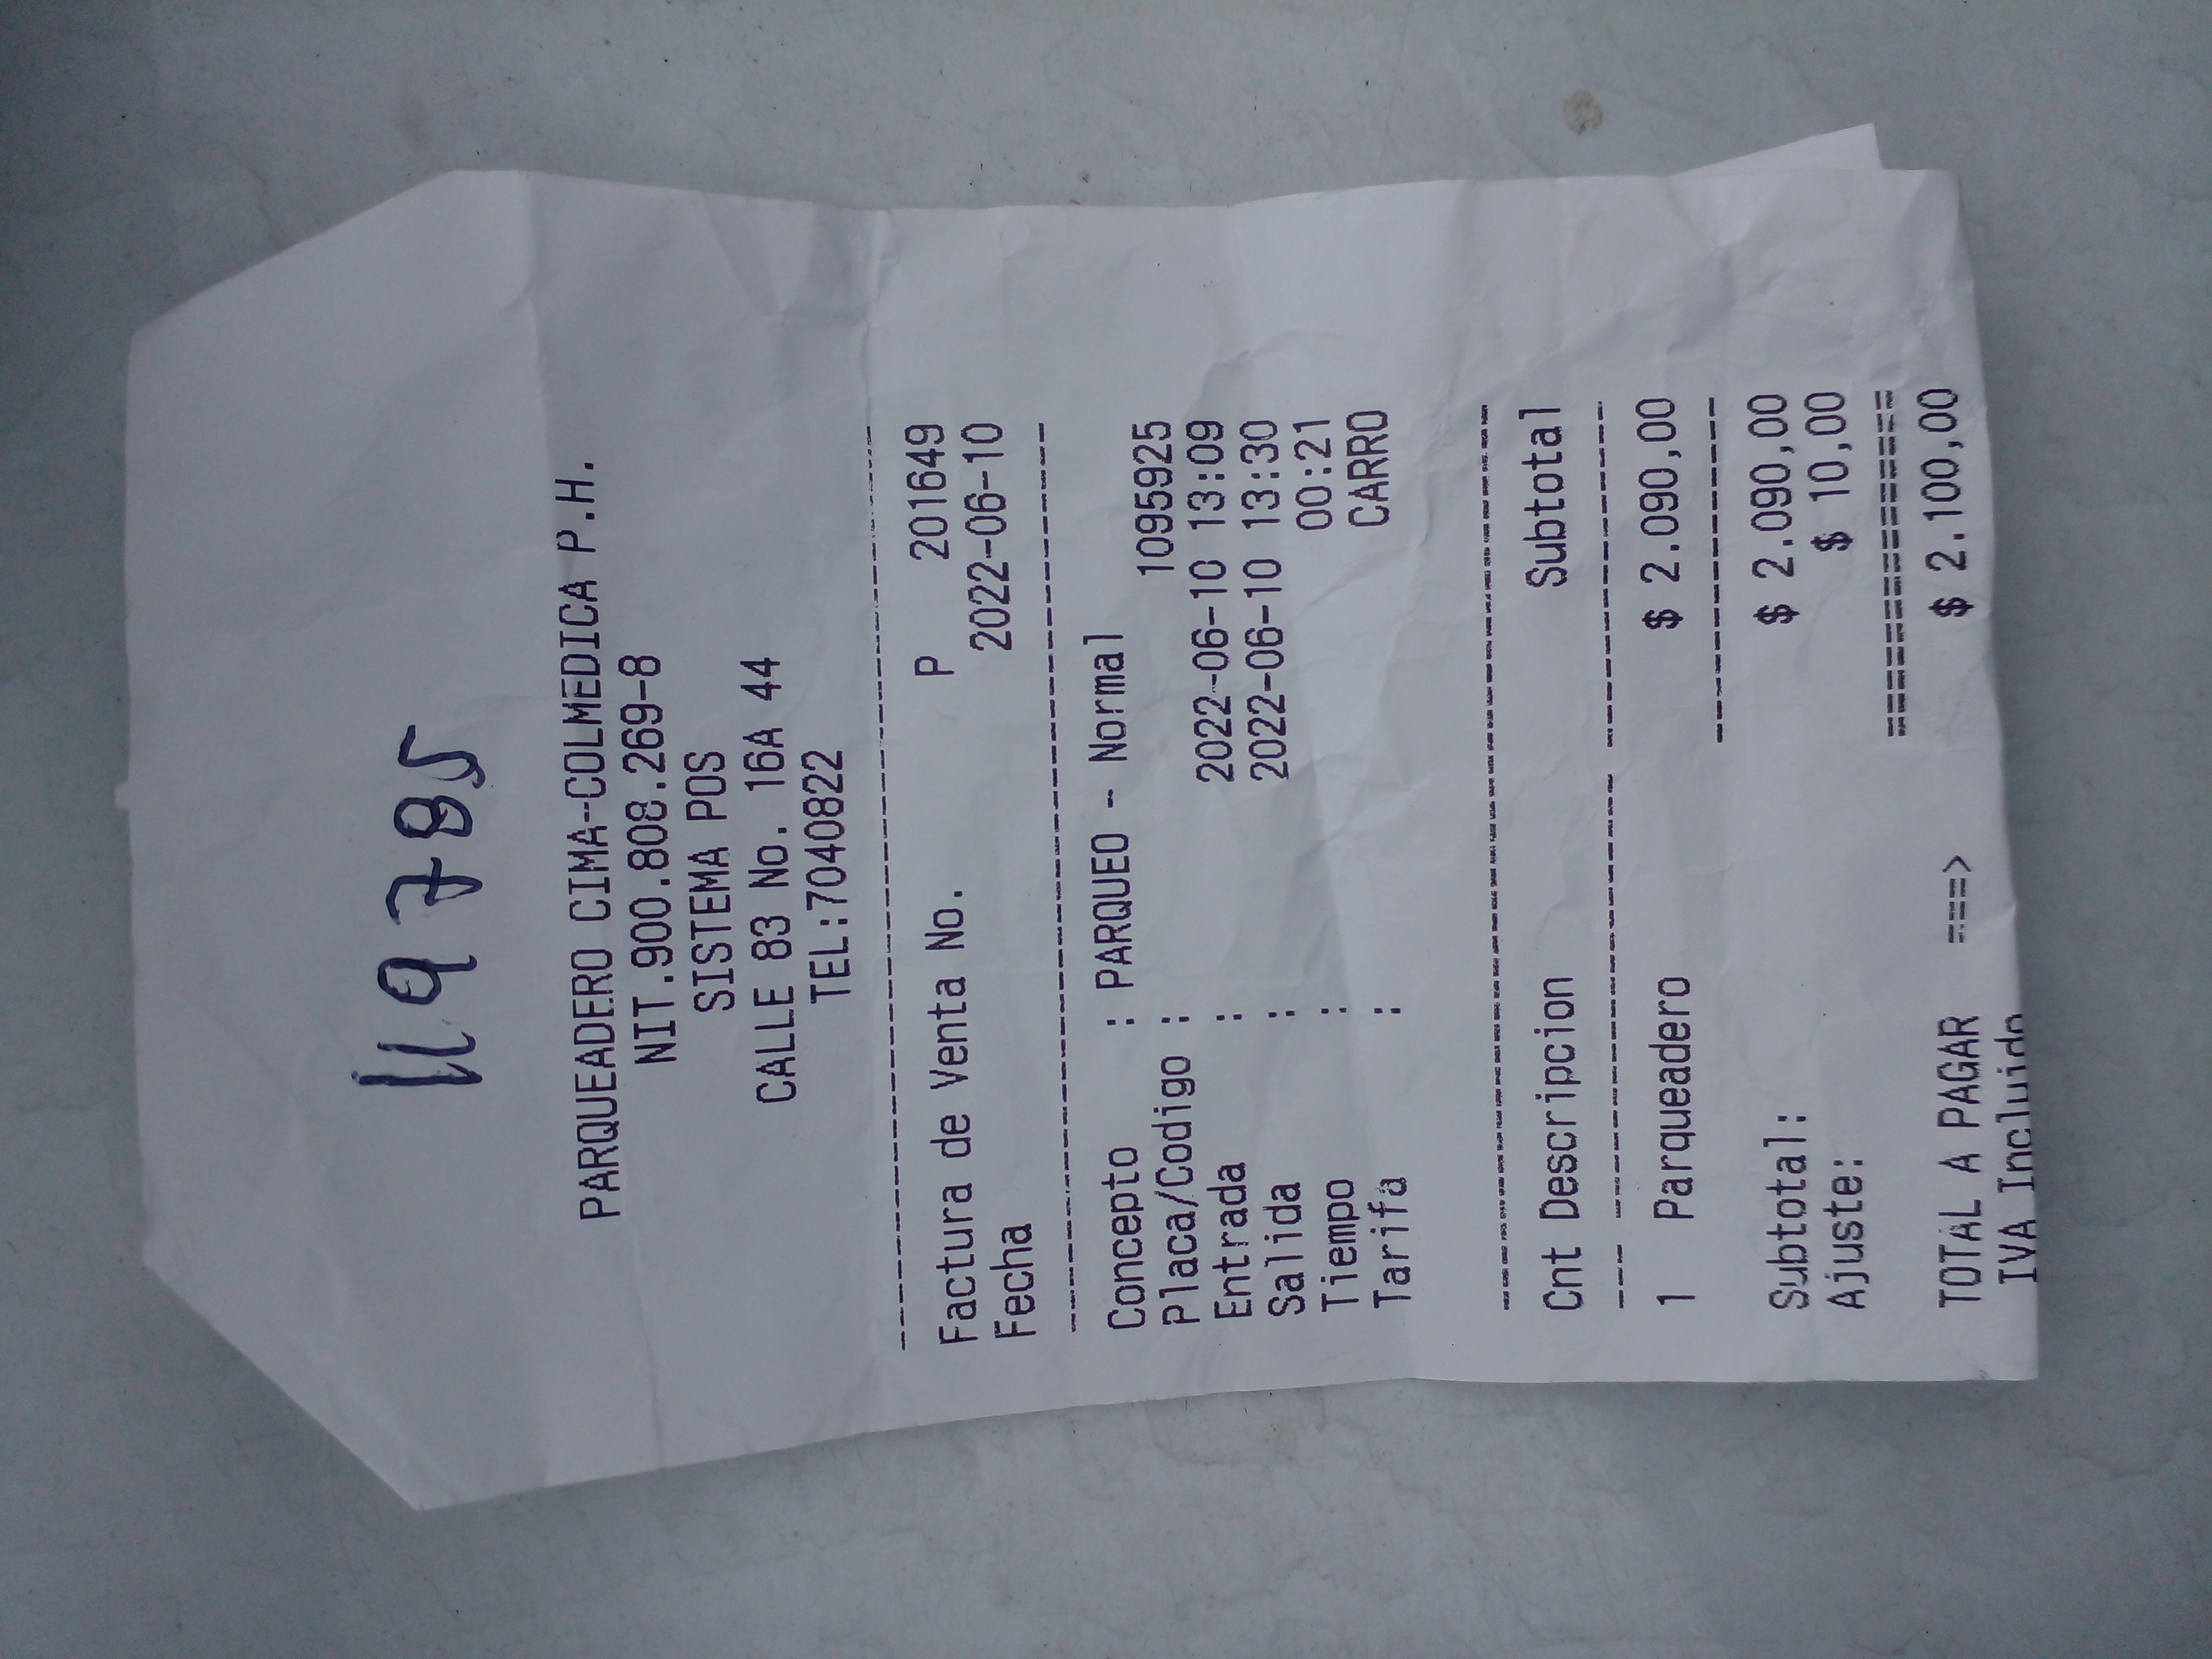 119785
PARQUEADERO CIMA-COLMEDICA P.H.
NIT.900.808.269-8
SISTEMA POS
CALLE 83 No. 16A 44
TEL:7040822
Factura de Venta No. P 201649
Fecha 2022-06-10
Concepto : PARQUEO - Normal
Placa/Codigo : 1095925
Entrada : 2022-06-10 13:09
Salida : 2022-06-10 13:30
Tiempo : 00:21
Tarifa : CARRO
Cnt Descripcion Subtotal
1 Parqueadero $ 2.090,00
Subtotal: $ 2.090,00
Ajuste: $ 10,00
TOTAL A PAGAR ===> $ 2.100,00
IVA Incluido